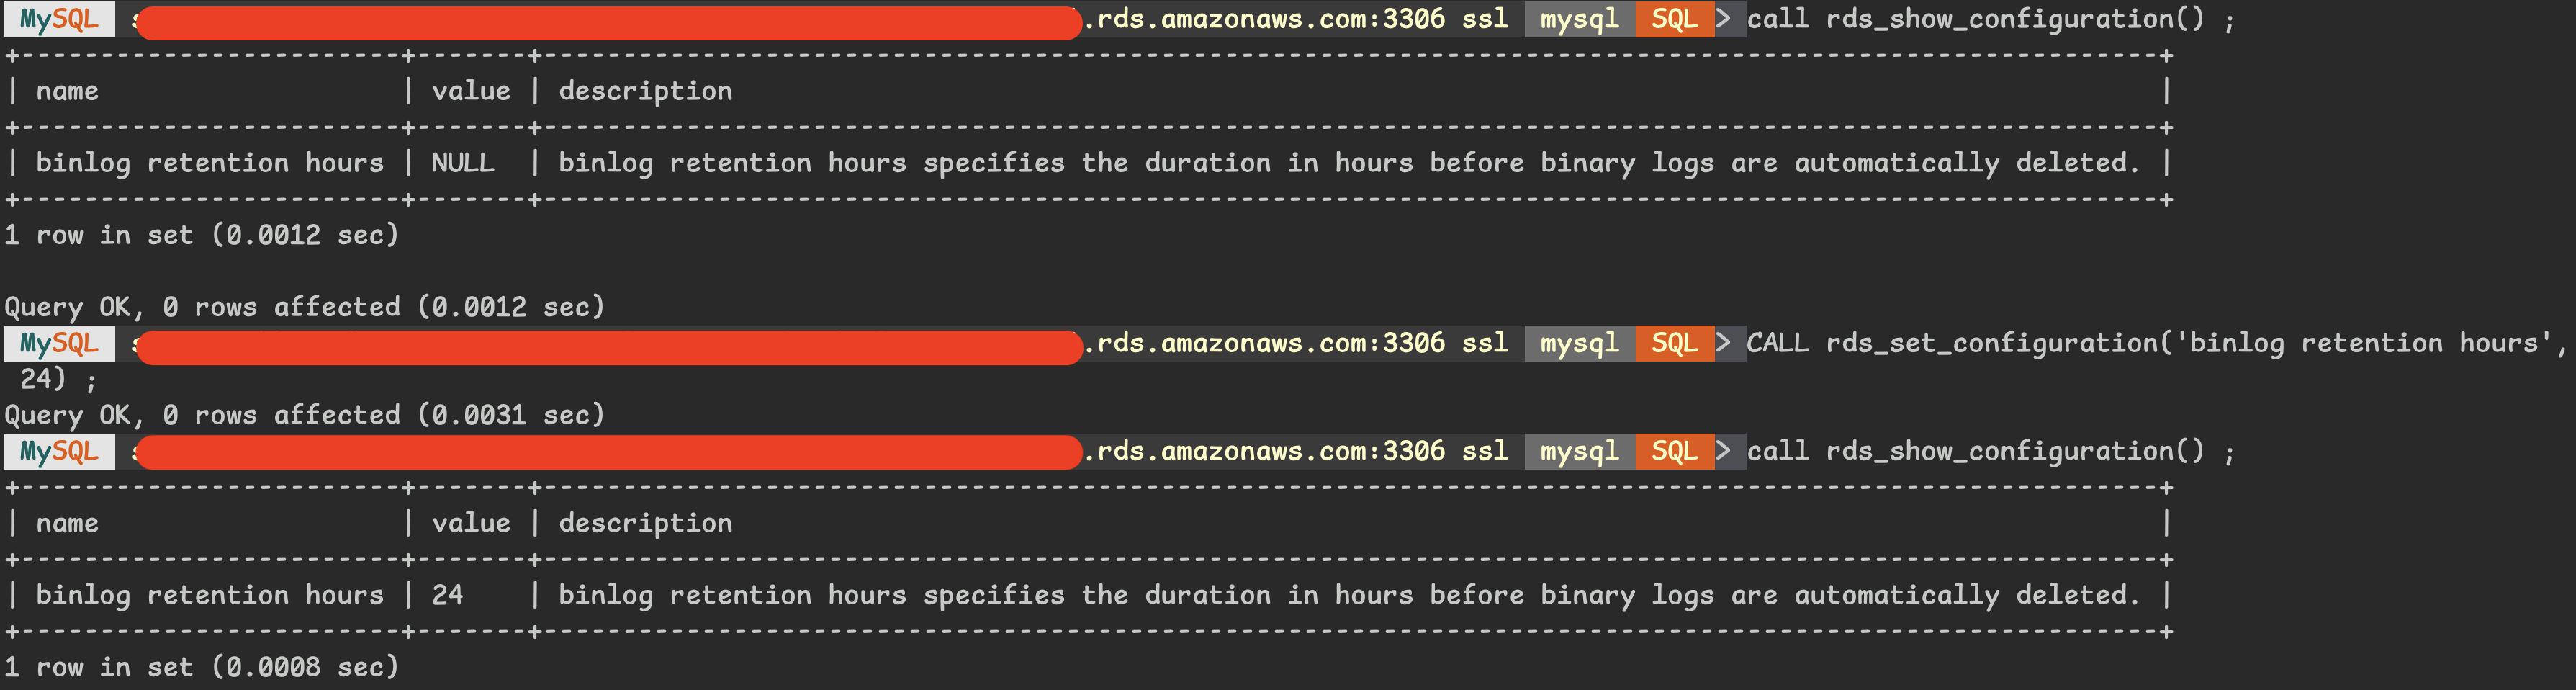 MySQL .rds.amazonaws.com:3306 ssl mysql SQL > call rds_show_configuration() ;
+------------------------+-------+------------------------------------------------------------------------------------------------------+
| name                   | value | description                                                                                          |
+------------------------+-------+------------------------------------------------------------------------------------------------------+
| binlog retention hours | NULL  | binlog retention hours specifies the duration in hours before binary logs are automatically deleted. |
+------------------------+-------+------------------------------------------------------------------------------------------------------+
1 row in set (0.0012 sec)

Query OK, 0 rows affected (0.0012 sec)
MySQL .rds.amazonaws.com:3306 ssl mysql SQL > CALL rds_set_configuration('binlog retention hours',
24) ;
Query OK, 0 rows affected (0.0031 sec)
MySQL .rds.amazonaws.com:3306 ssl mysql SQL > call rds_show_configuration() ;
+------------------------+-------+------------------------------------------------------------------------------------------------------+
| name                   | value | description                                                                                          |
+------------------------+-------+------------------------------------------------------------------------------------------------------+
| binlog retention hours | 24    | binlog retention hours specifies the duration in hours before binary logs are automatically deleted. |
+------------------------+-------+------------------------------------------------------------------------------------------------------+
1 row in set (0.0008 sec)